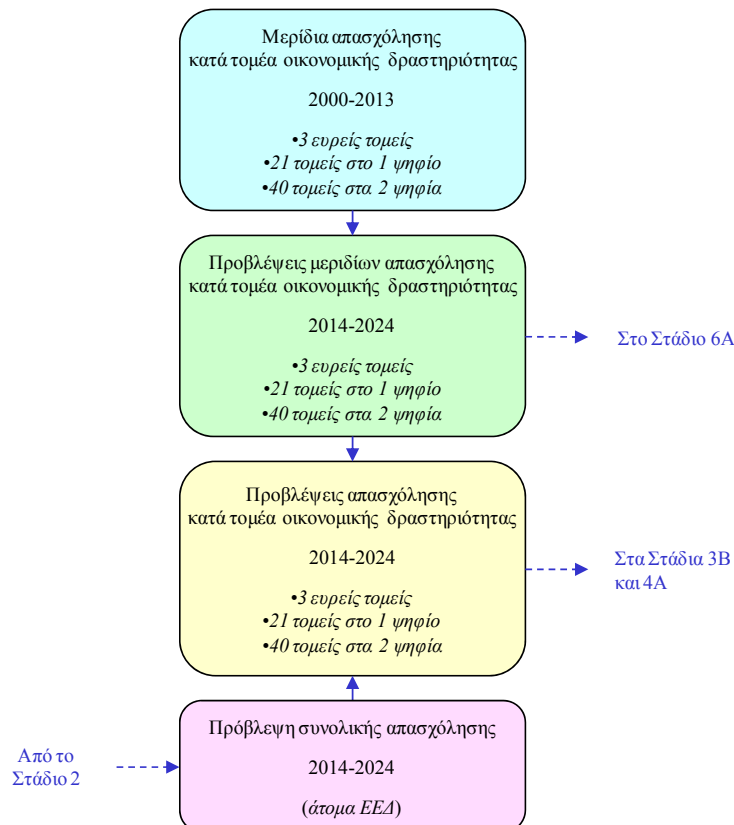 Μερίδια απασχόλησης
κατά τομέα οικονομικής δραστηριότητας
2000-2013
•3 ευρείς τομείς
•21 τομείς στο 1 ψηφίο
•40 τομείς στα 2 ψηφία
Προβλέψεις μεριδίων απασχόλησης
κατά τομέα οικονομικής δραστηριότητας
2014-2024
•3 ευρείς τομείς
•21 τομείς στο 1 ψηφίο
•40 τομείς στα 2 ψηφία
Στο Στάδιο 6Α
Προβλέψεις απασχόλησης
κατά τομέα οικονομικής δραστηριότητας
2014-2024
•3 ευρείς τομείς
•21 τομείς στο 1 ψηφίο
•40 τομείς στα 2 ψηφία
Στα Στάδια 3Β
και 4Α
Πρόβλεψη συνολικής απασχόλησης
2014-2024
(άτομα ΕΕΔ)
Από το
Στάδιο 2